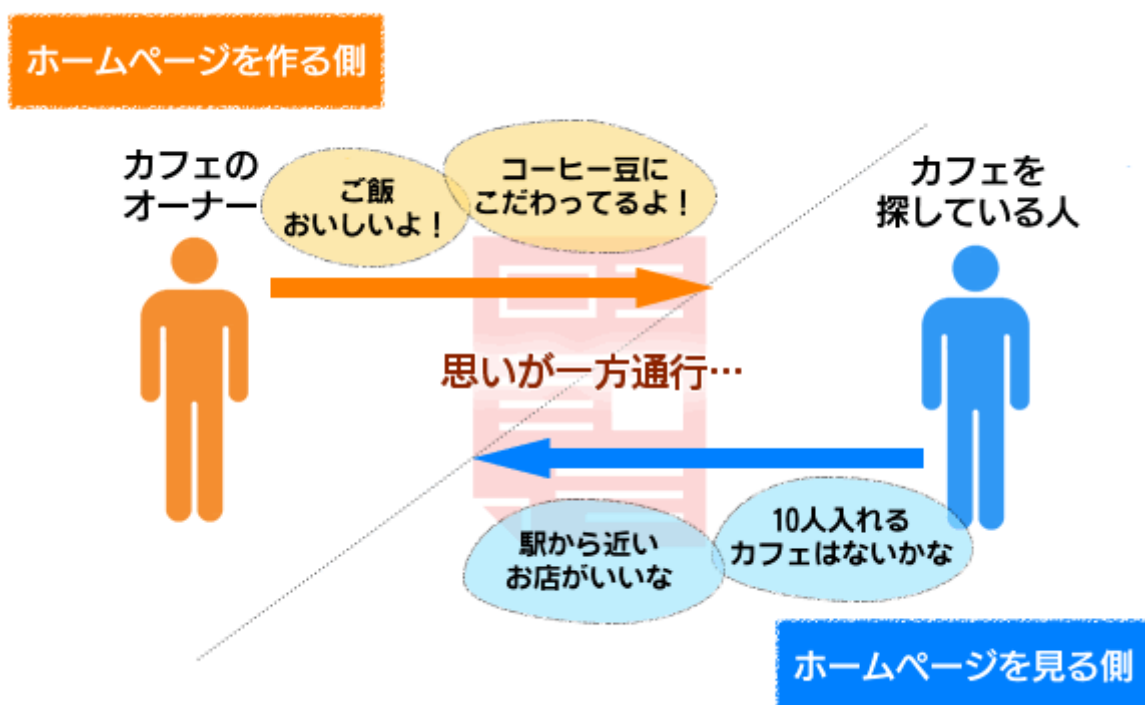 ホームページを作る側
カフェの
オーナー
ご飯
おいしいよ！
コーヒー豆に
こだわってるよ！
カフェを
探している人
思いが一方通行…
駅から近い
お店がいいな
10人入れる
カフェはないかな
ホームページを見る側